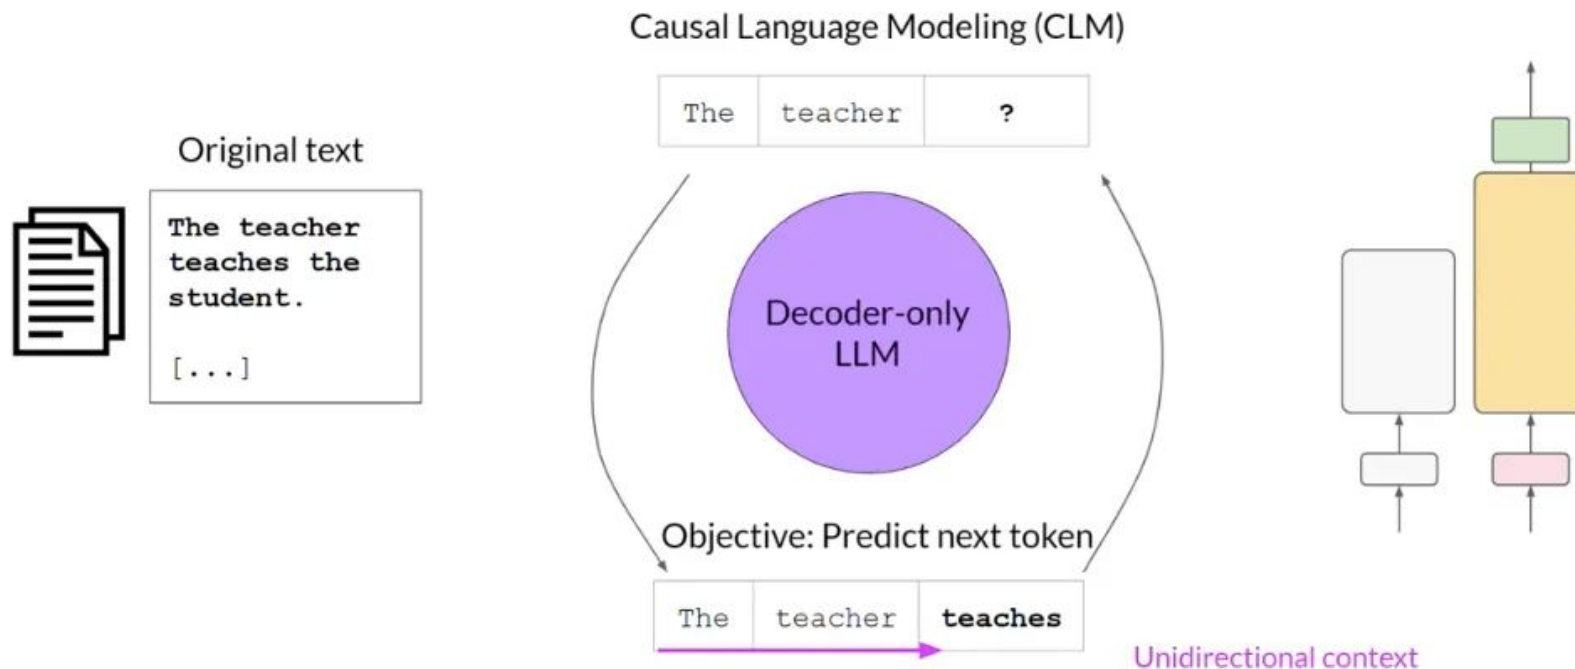 Causal Language Modeling (CLM)
The teacher ?
Original text
The teacher
teaches the
student.
[...]
Decoder-only
LLM
Objective: Predict next token
The teacher teaches
Unidirectional context